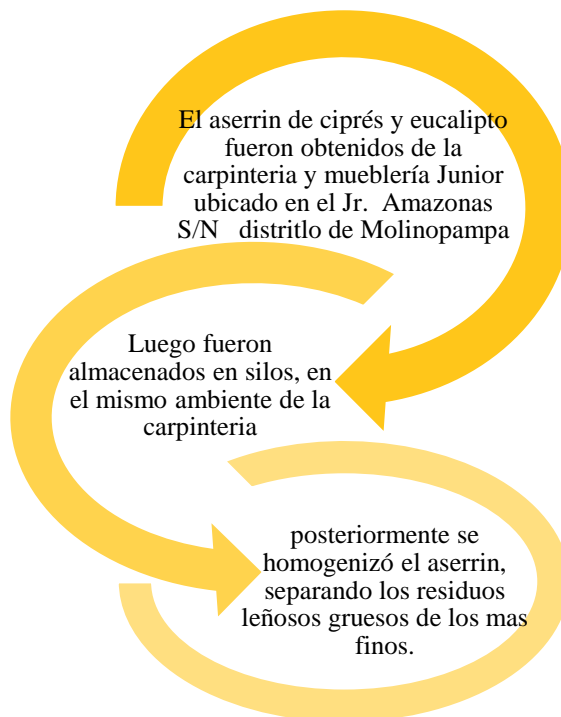 El aserrin de ciprés y eucalipto
fueron obtenidos de la
carpinteria y mueblería Junior
ubicado en el Jr. Amazonas
S/N distritlo de Molinopampa
Luego fueron
almacenados en silos, en
el mismo ambiente de la
carpinteria
posteriormente se
homogenizó el aserrin,
separando los residuos
leñosos gruesos de los mas
finos.